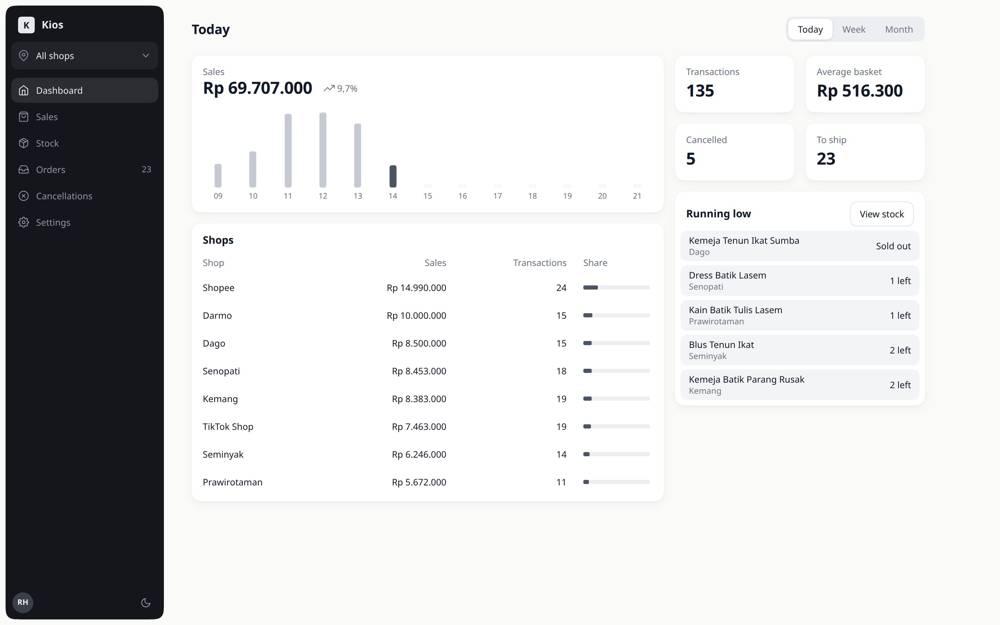 K Kios
All shops
Dashboard
Sales
Stock
Orders 23
Cancellations
Settings
RH
Today
Today Week Month
Sales
Rp 69.707.000 9,7%
09 10 11 12 13 14 15 16 17 18 19 20 21
Transactions
135
Average basket
Rp 516.300
Cancelled
5
To ship
23
Shops
Shop Sales Transactions Share
Shopee Rp 14.990.000 24
Darmo Rp 10.000.000 15
Dago Rp 8.500.000 15
Senopati Rp 8.453.000 18
Kemang Rp 8.383.000 19
TikTok Shop Rp 7.463.000 19
Seminyak Rp 6.246.000 14
Prawirotaman Rp 5.672.000 11
Running low View stock
Kemeja Tenun Ikat Sumba
Dago
Sold out
Dress Batik Lasem
Senopati
1 left
Kain Batik Tulis Lasem
Prawirotaman
1 left
Blus Tenun Ikat
Seminyak
2 left
Kemeja Batik Parang Rusak
Kemang
2 left